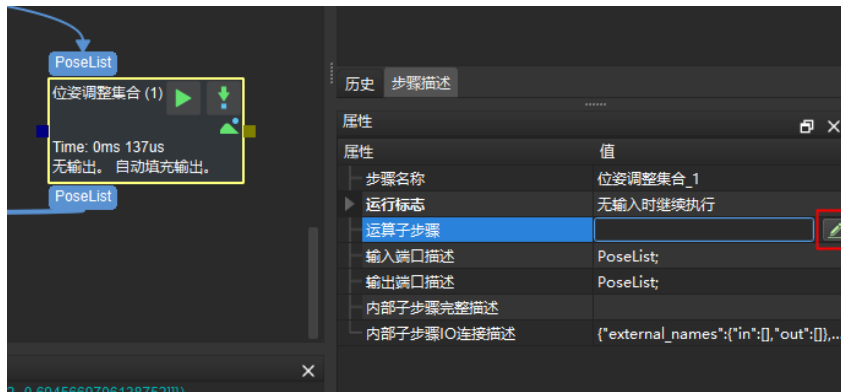 PoseList
位姿调整集合 (1)
Time: 0ms 137us
无输出。 自动填充输出。
PoseList
历史 步骤描述
属性
属性 值
步骤名称 位姿调整集合_1
运行标志 无输入时继续执行
运算子步骤
输入端口描述 PoseList;
输出端口描述 PoseList;
内部子步骤完整描述
内部子步骤IO连接描述 {"external_names":{"in":[],"out":[]},...